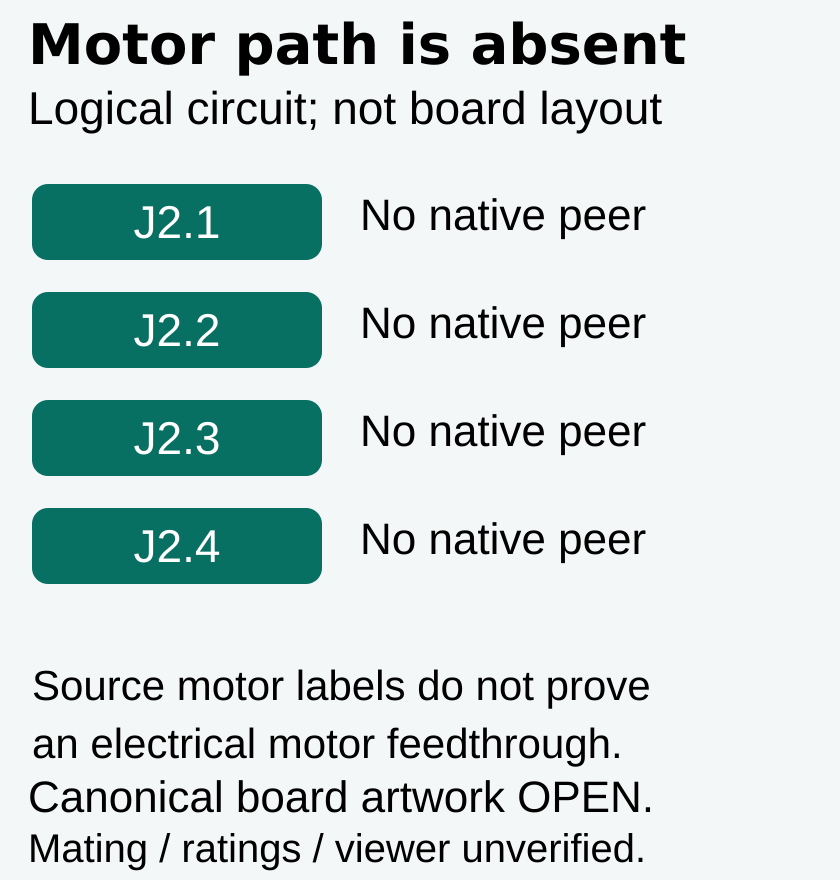 Motor path is absent
Logical circuit; not board layout
J2.1 No native peer
J2.2 No native peer
J2.3 No native peer
J2.4 No native peer
Source motor labels do not prove
an electrical motor feedthrough.
Canonical board artwork OPEN.
Mating / ratings / viewer unverified.